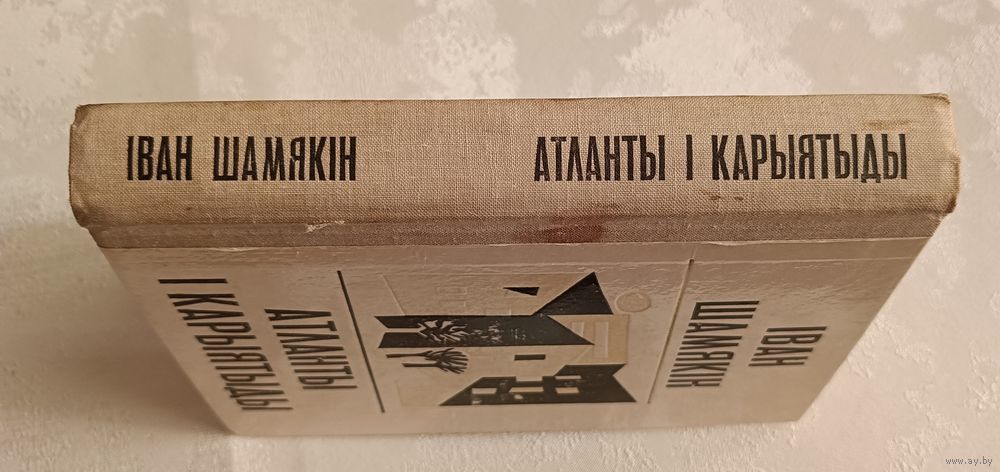 ІВАН ШАМЯКІН
АТЛАНТЫ І КАРЫЯТЫДЫ
ІВАН
ШАМЯКІН
АТЛАНТЫ
І КАРЫЯТЫДЫ
www.ay.by